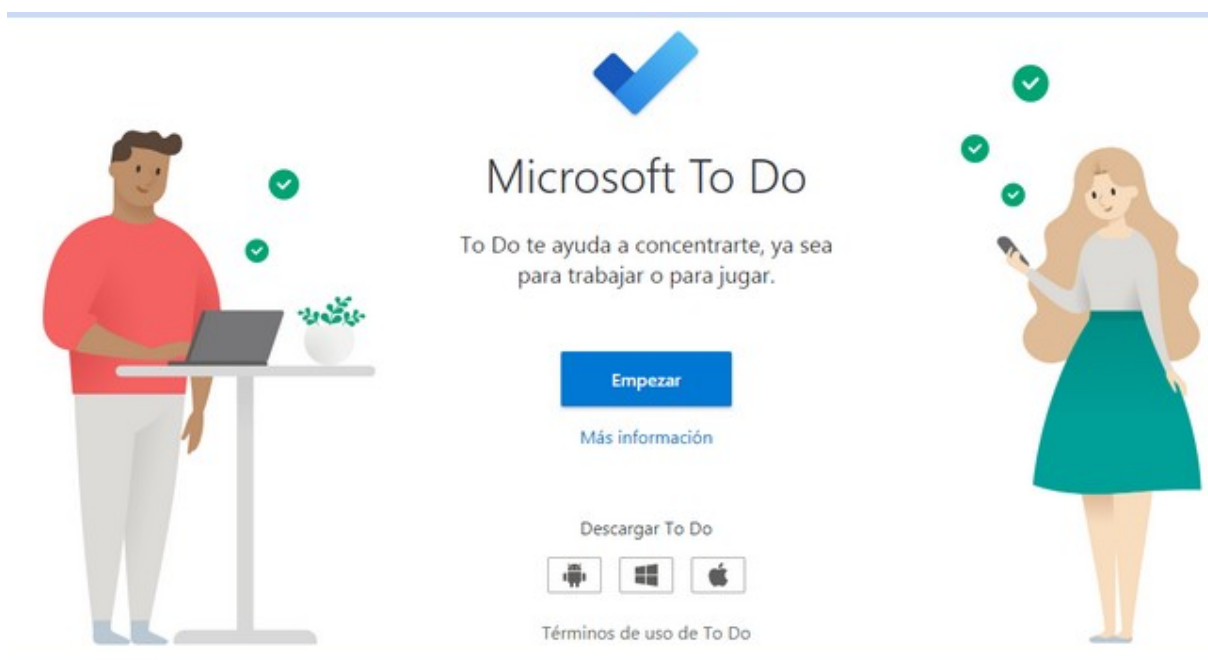 Microsoft To Do
To Do te ayuda a concentrarte, ya sea
para trabajar o para jugar.
Empezar
Más información
Descargar To Do
Términos de uso de To Do